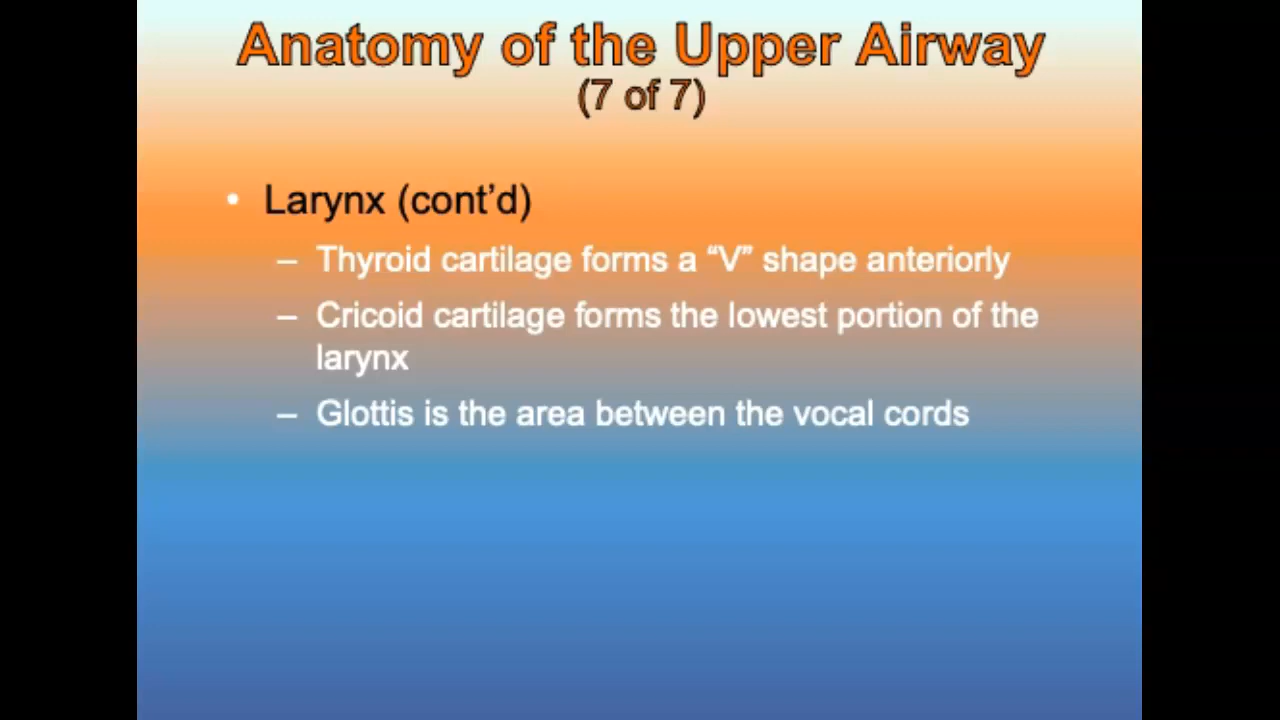 Anatomy of the Upper Airway
(7 of 7)
• Larynx (cont’d)
– Thyroid cartilage forms a “V” shape anteriorly
– Cricoid cartilage forms the lowest portion of the
larynx
– Glottis is the area between the vocal cords